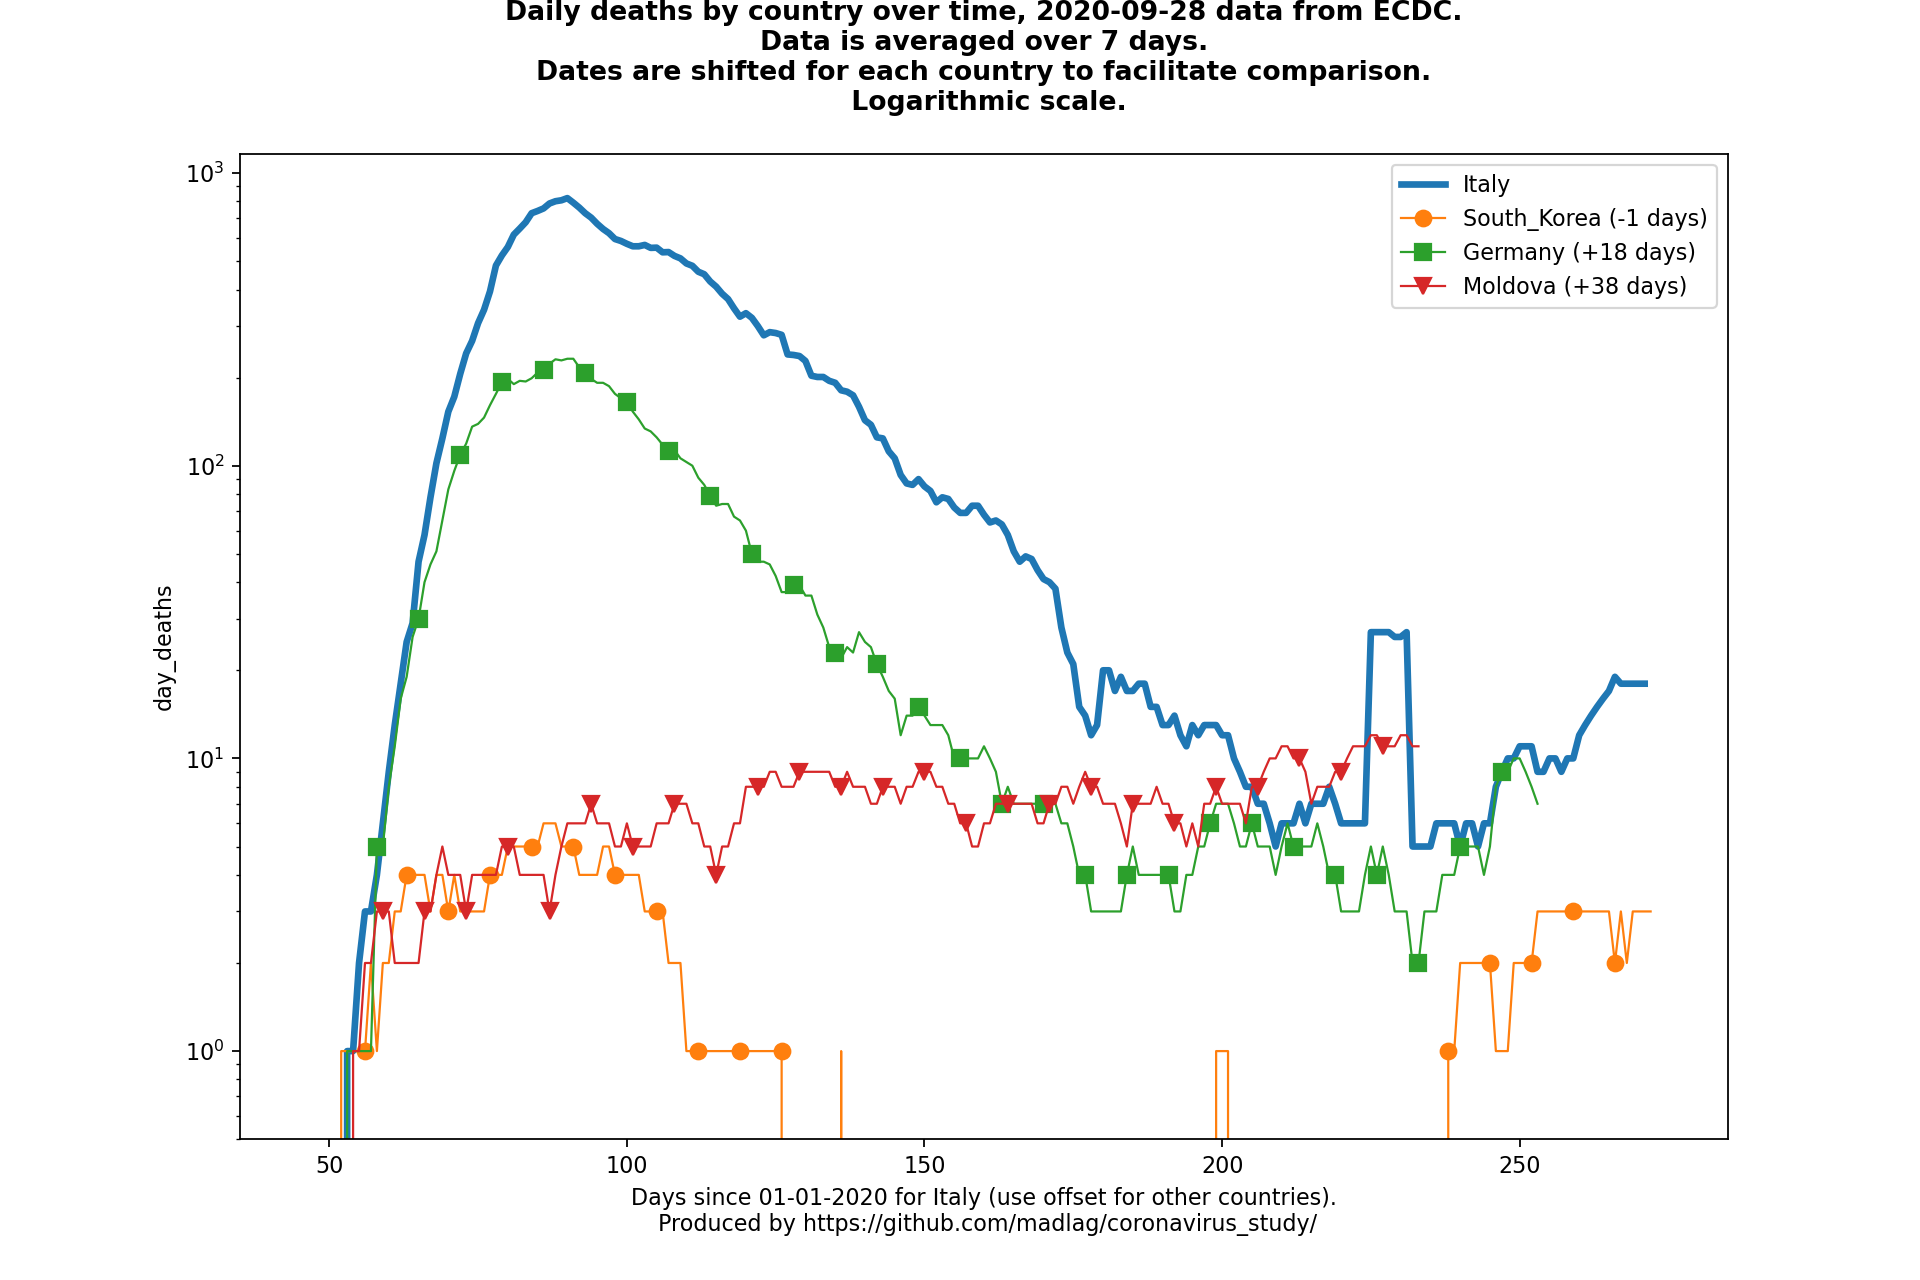 Daily deaths by country over time, 2020-09-28 data from ECDC.
Data is averaged over 7 days.
Dates are shifted for each country to facilitate comparison.
Logarithmic scale.
10³
10²
10¹
10⁰
day_deaths
Italy
South_Korea (-1 days)
Germany (+18 days)
Moldova (+38 days)
50 100 150 200 250
Days since 01-01-2020 for Italy (use offset for other countries).
Produced by https://github.com/madlag/coronavirus_study/